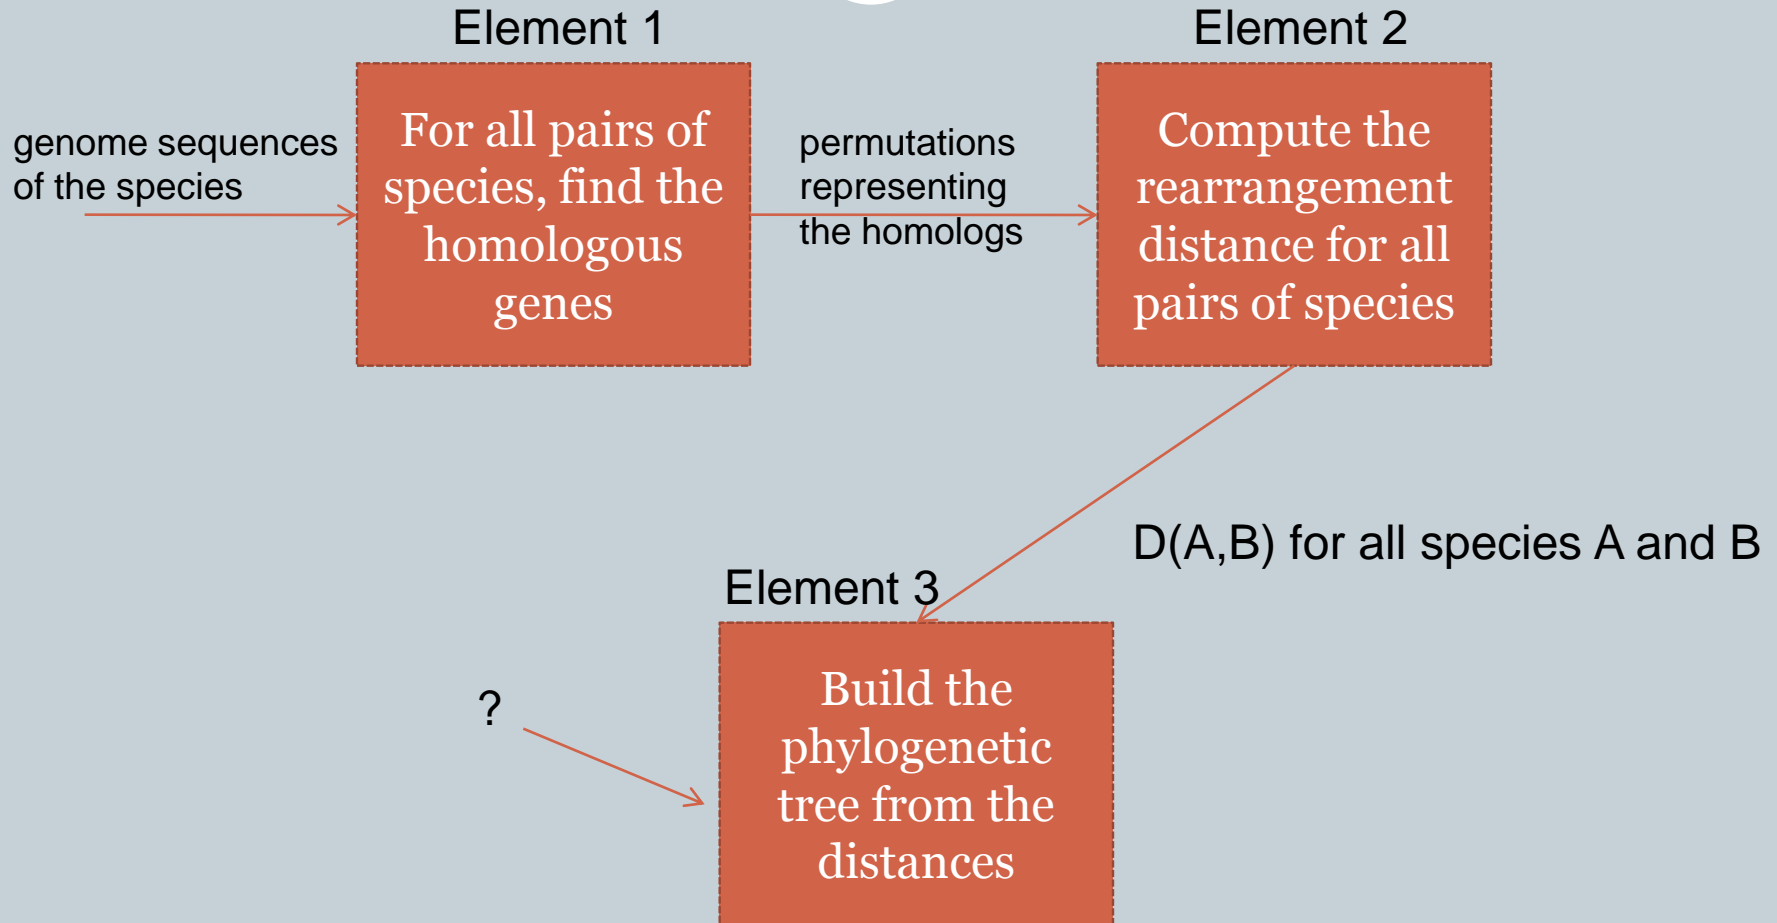 Element 1
genome sequences
of the species
For all pairs of
species, find the
homologous
genes
permutations
representing
the homologs
Element 2
Compute the
rearrangement
distance for all
pairs of species
D(A,B) for all species A and B
Element 3
?
Build the
phylogenetic
tree from the
distances